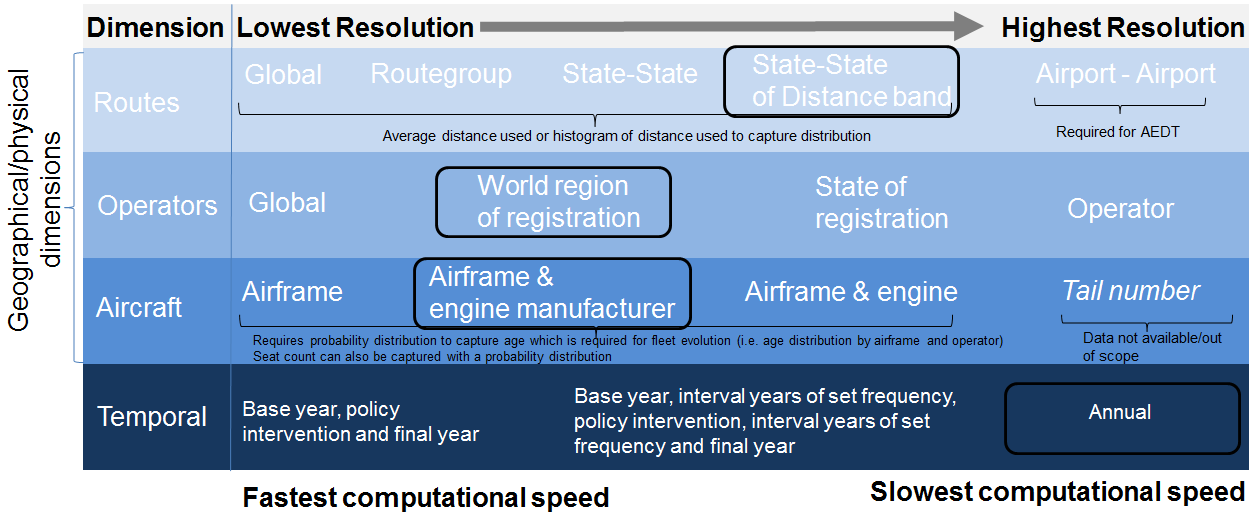 Dimension Lowest Resolution Highest Resolution
Geographical/physical
dimensions
Routes
Global
Routegroup
State-State
State-State
of Distance band
Airport - Airport
Average distance used or histogram of distance used to capture distribution
Required for AEDT
Operators
Global
World region
of registration
State of
registration
Operator
Aircraft
Airframe
Airframe &
engine manufacturer
Airframe & engine
Tail number
Requires probability distribution to capture age which is required for fleet evolution (i.e. age distribution by airframe and operator)
Seat count can also be captured with a probability distribution
Data not available/out
of scope
Temporal
Base year, policy
intervention and final year
Base year, interval years of set frequency,
policy intervention, interval years of set
frequency and final year
Annual
Fastest computational speed
Slowest computational speed